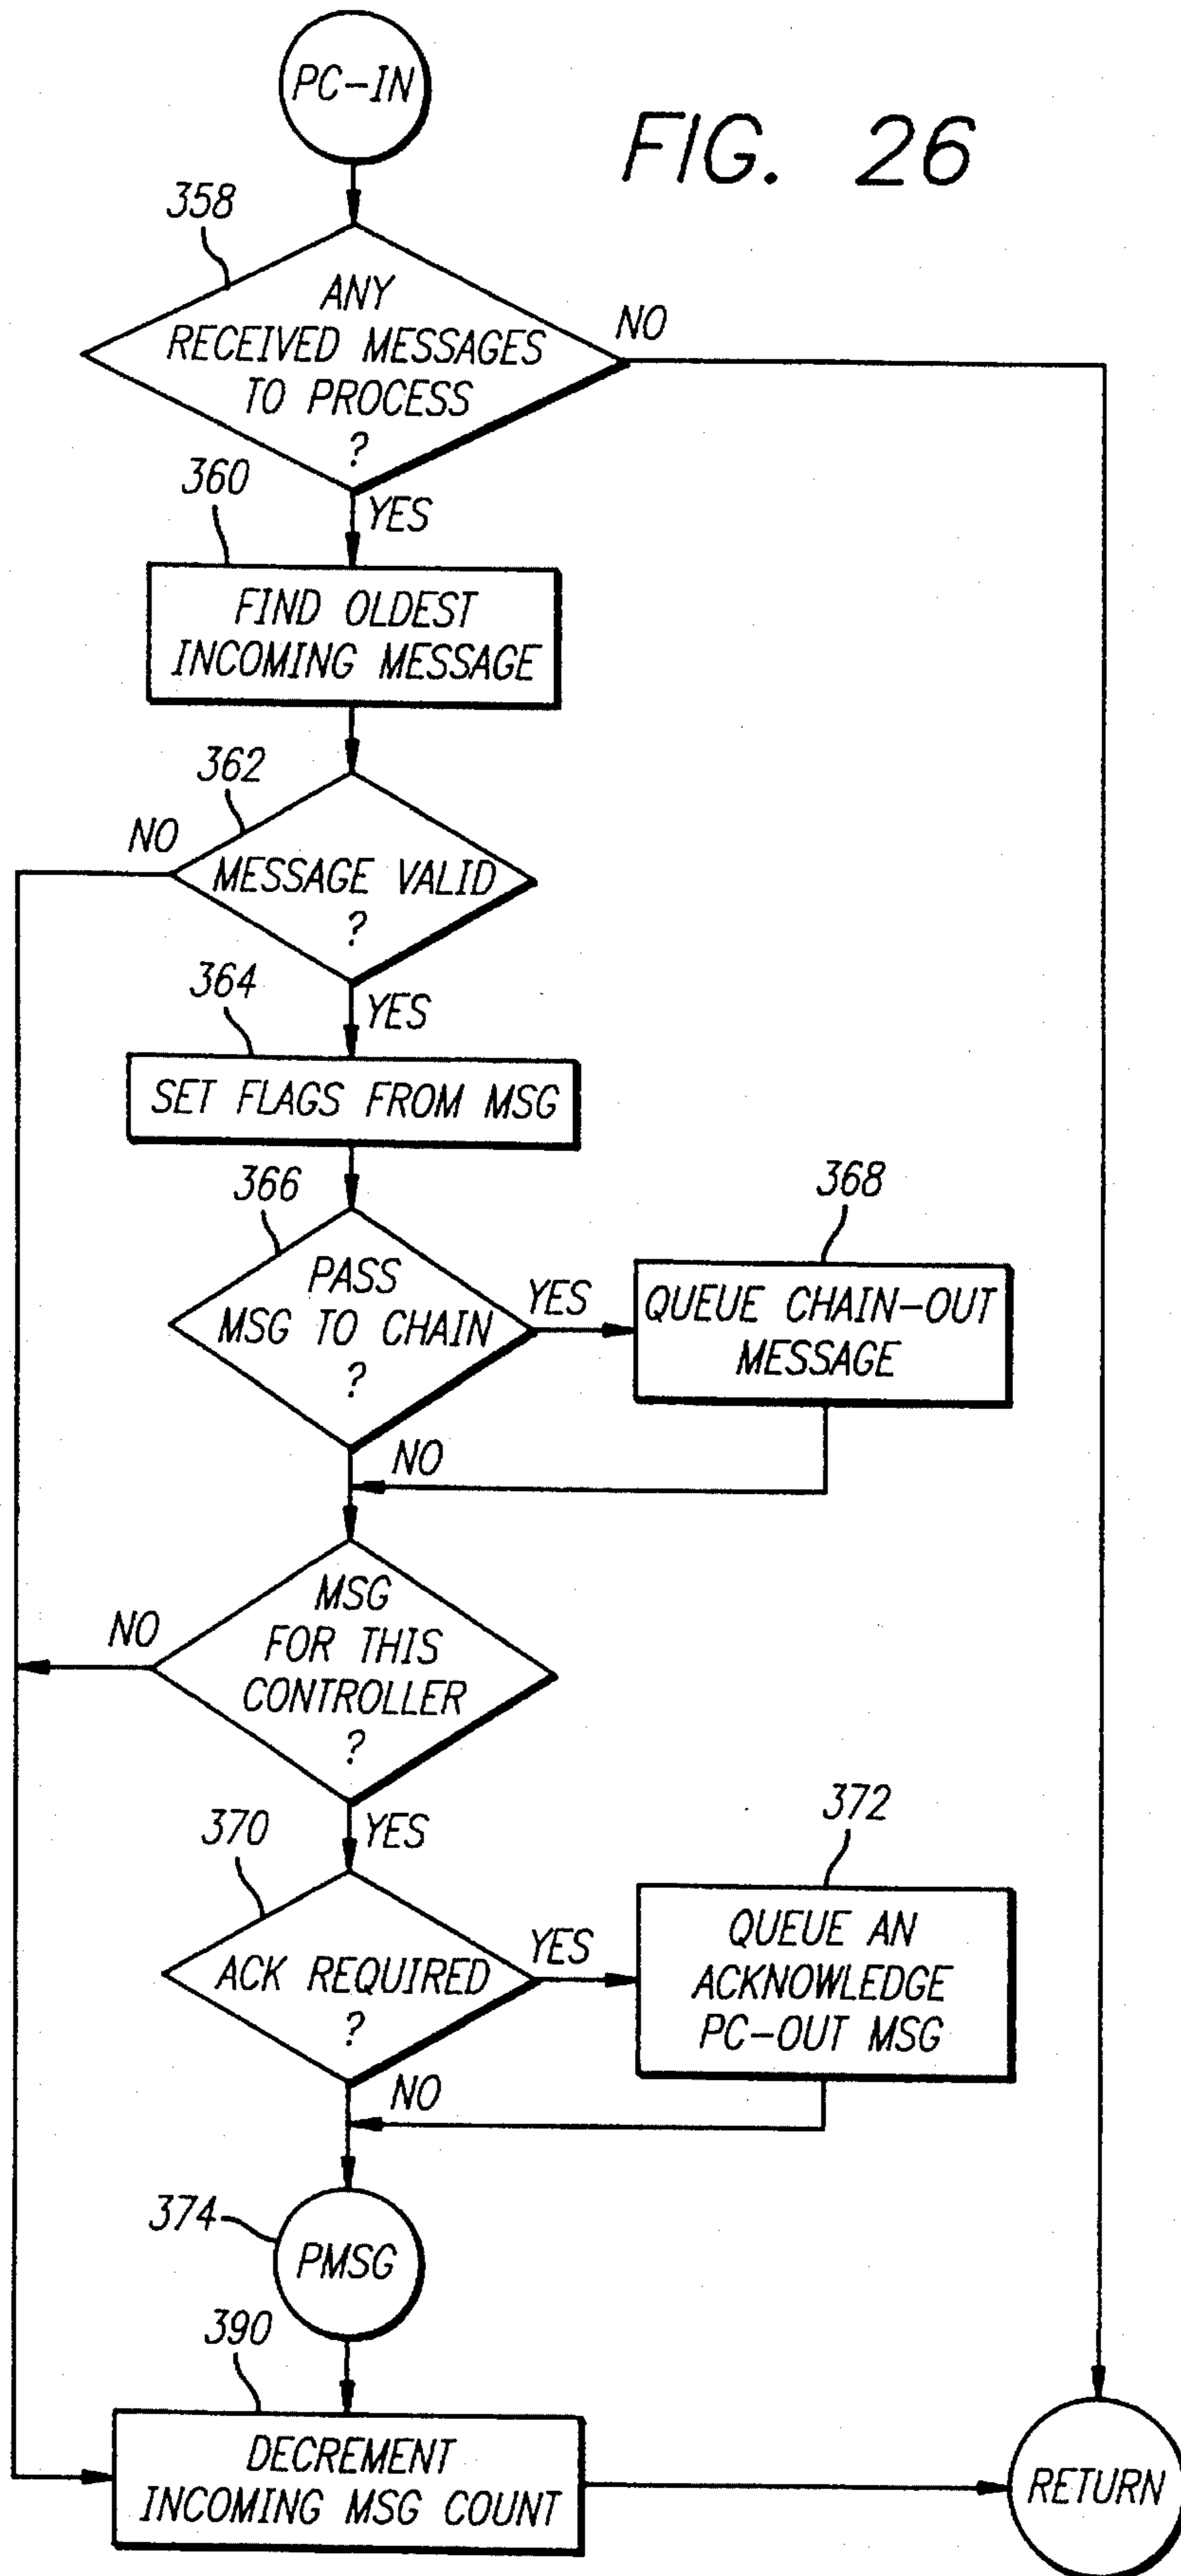 PC-IN
FIG. 26
358
ANY
RECEIVED MESSAGES
TO PROCESS
?
NO
YES
360
FIND OLDEST
INCOMING MESSAGE
362
NO
MESSAGE VALID
?
YES
364
SET FLAGS FROM MSG
366
PASS
MSG TO CHAIN
?
YES
368
QUEUE CHAIN-OUT
MESSAGE
NO
MSG
FOR THIS
CONTROLLER
?
NO
YES
370
ACK REQUIRED
?
YES
372
QUEUE AN
ACKNOWLEDGE
PC-OUT MSG
NO
374
PMSG
390
DECREMENT
INCOMING MSG COUNT
RETURN